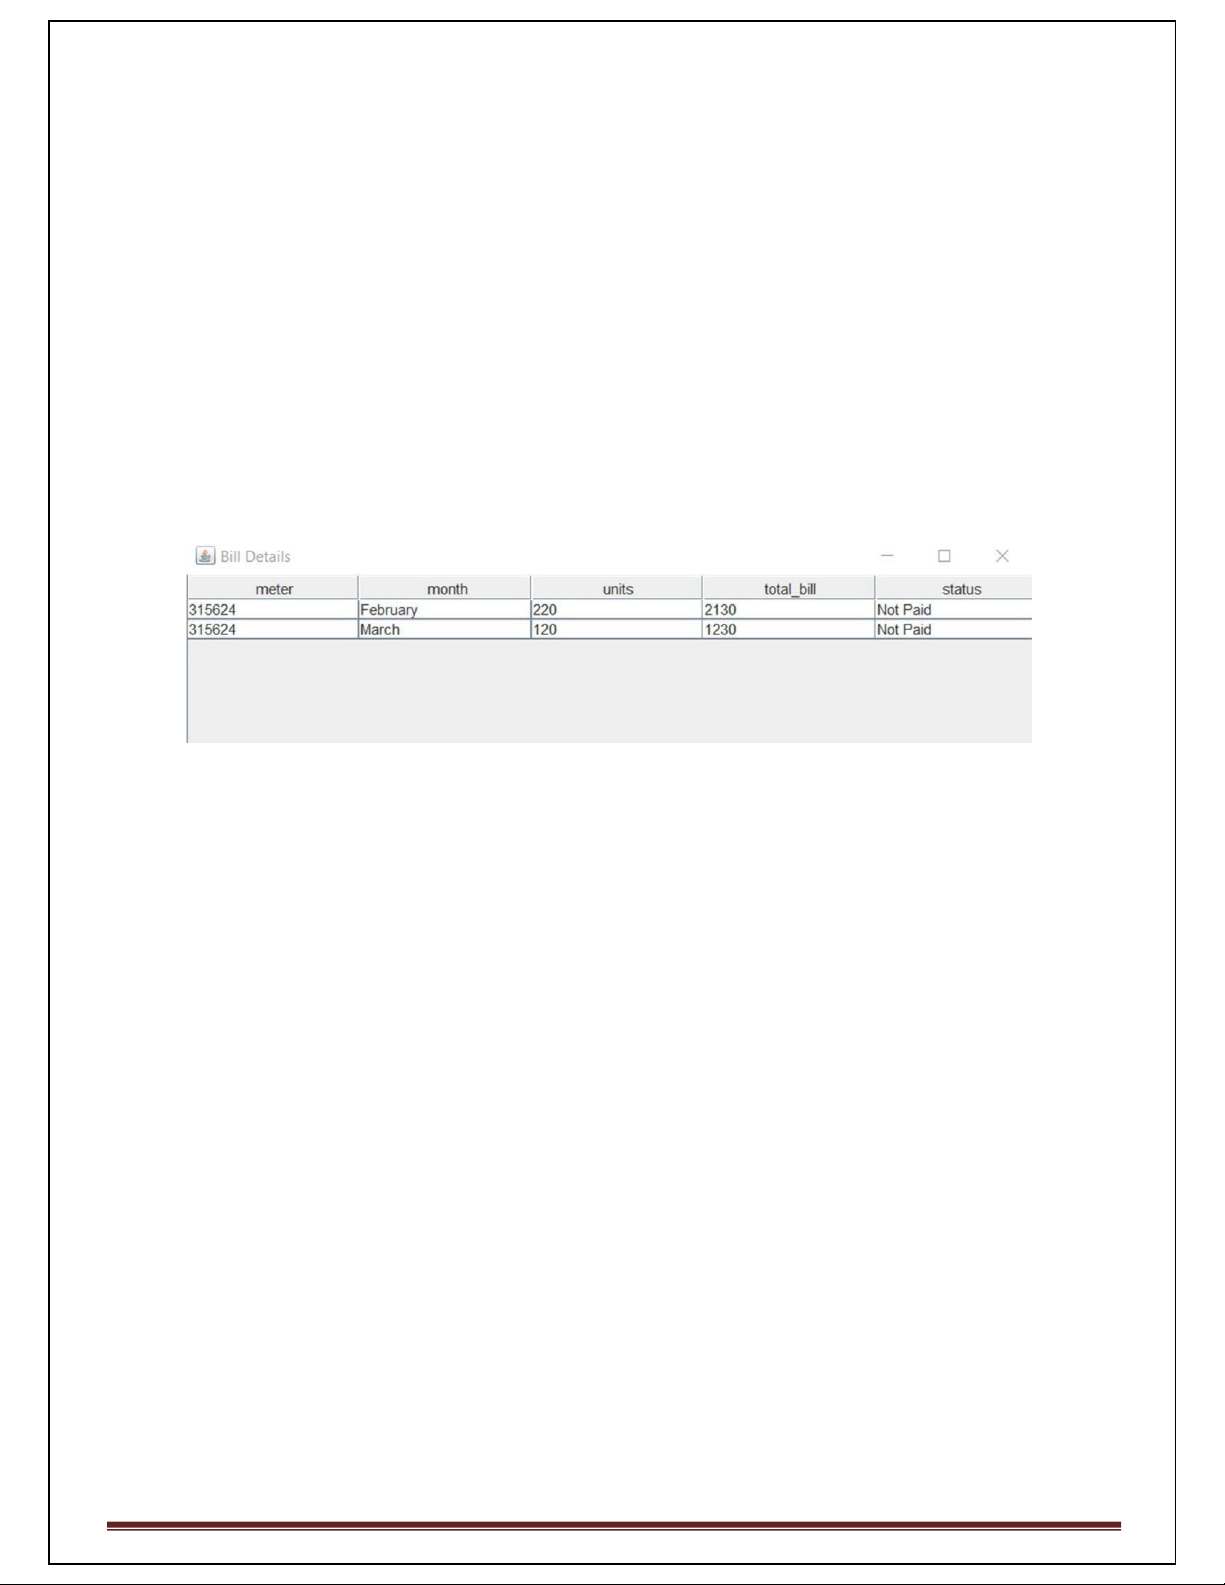 Bill Details
meter month units total_bill status
315624 February 220 2130 Not Paid
315624 March 120 1230 Not Paid